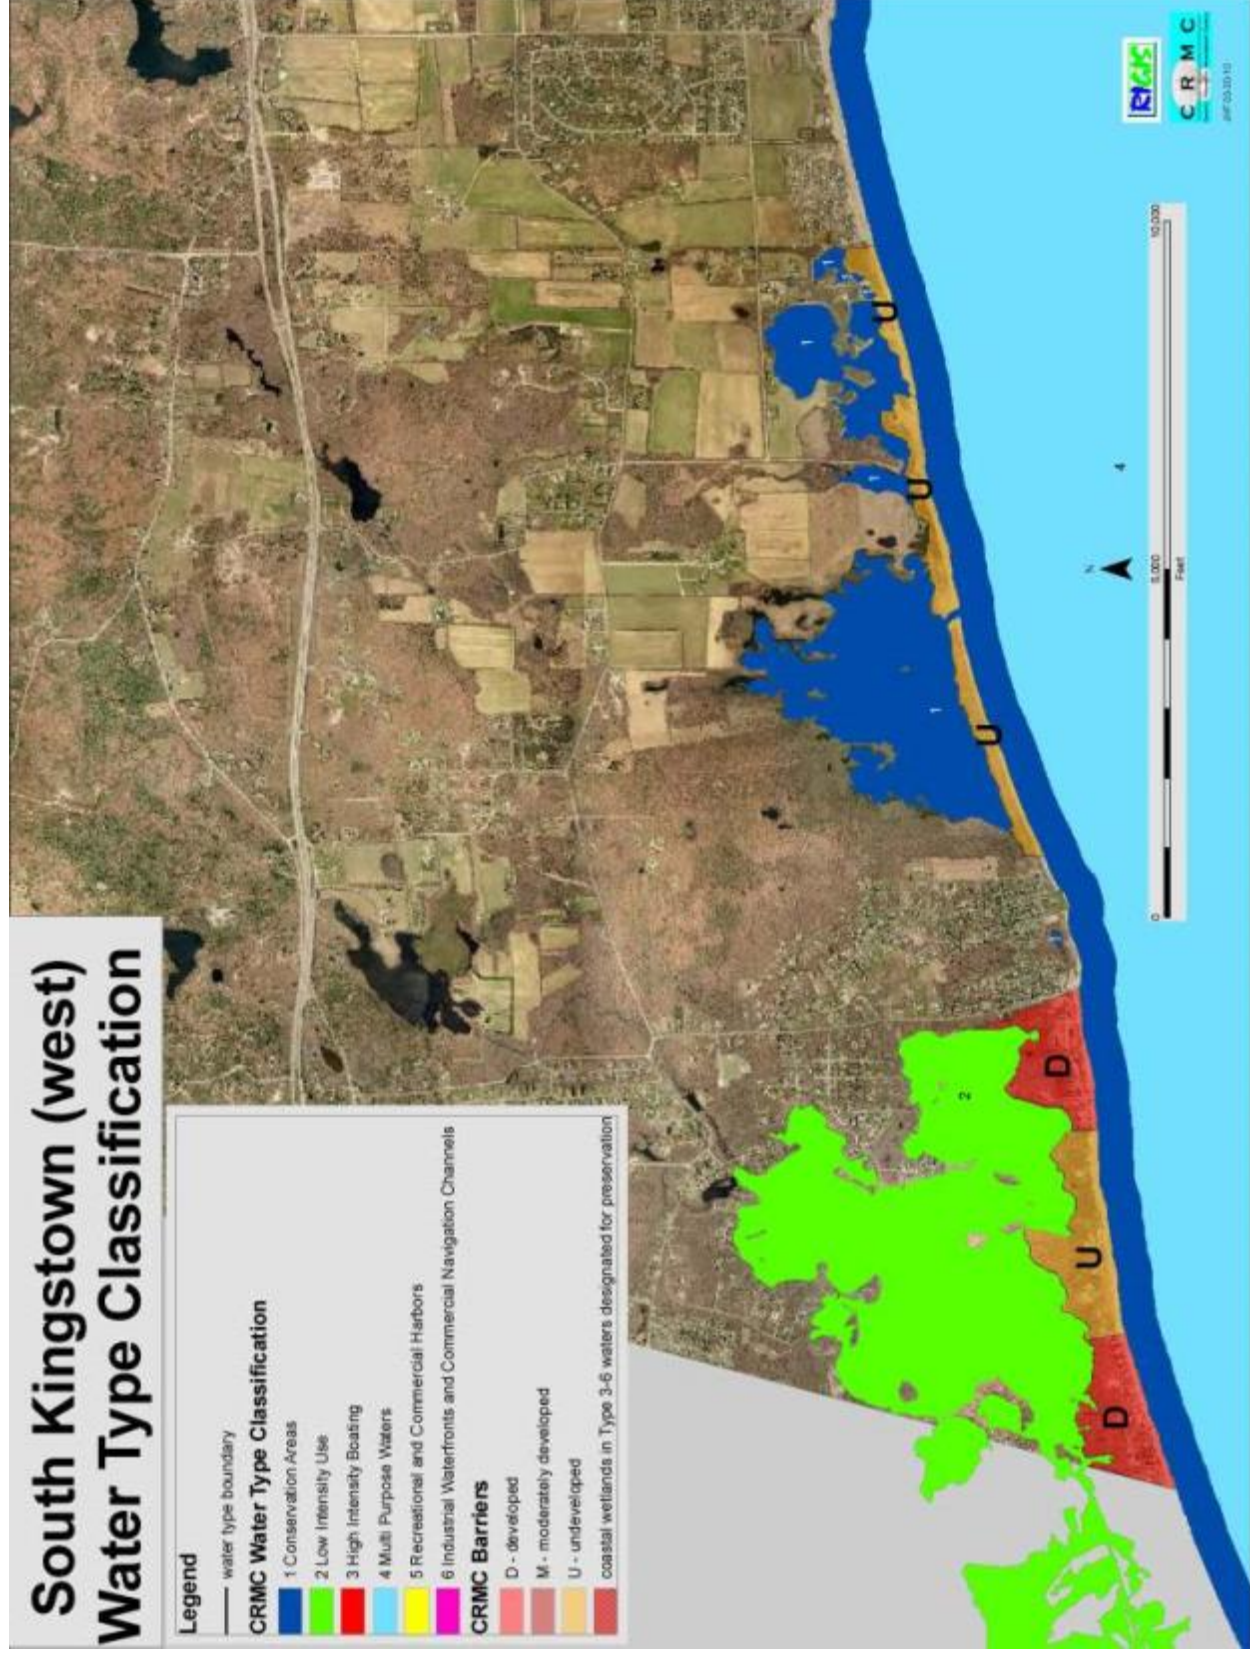 South Kingstown (west)
Water Type Classification
Legend
water type boundary
CRMC Water Type Classification
1 Conservation Areas
2 Low Intensity Use
3 High Intensity Boating
4 Multi Purpose Waters
5 Recreational and Commercial Harbors
6 Industrial Waterfronts and Commercial Navigation Channels
CRMC Barriers
D - developed
M - moderately developed
U - undeveloped
coastal wetlands in Type 3-6 waters designated for preservation
2
D
U
D
1
U
1
U
1
1
U
4
N
0
5,000
10,000
Feet
RIGIS
C R M C